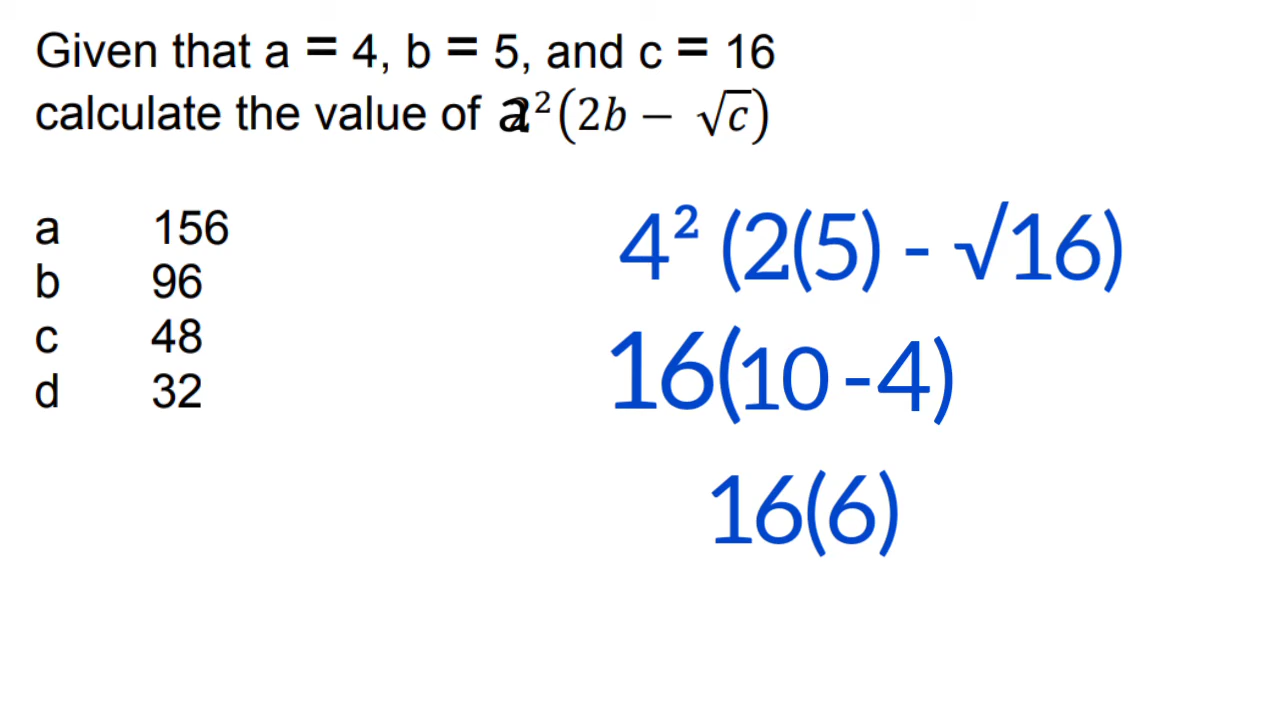 Given that a = 4, b = 5, and c = 16
calculate the value of a²(2b − √c)
a 156
b 96
c 48
d 32
4² (2(5) - √16)
16(10 -4)
16(6)